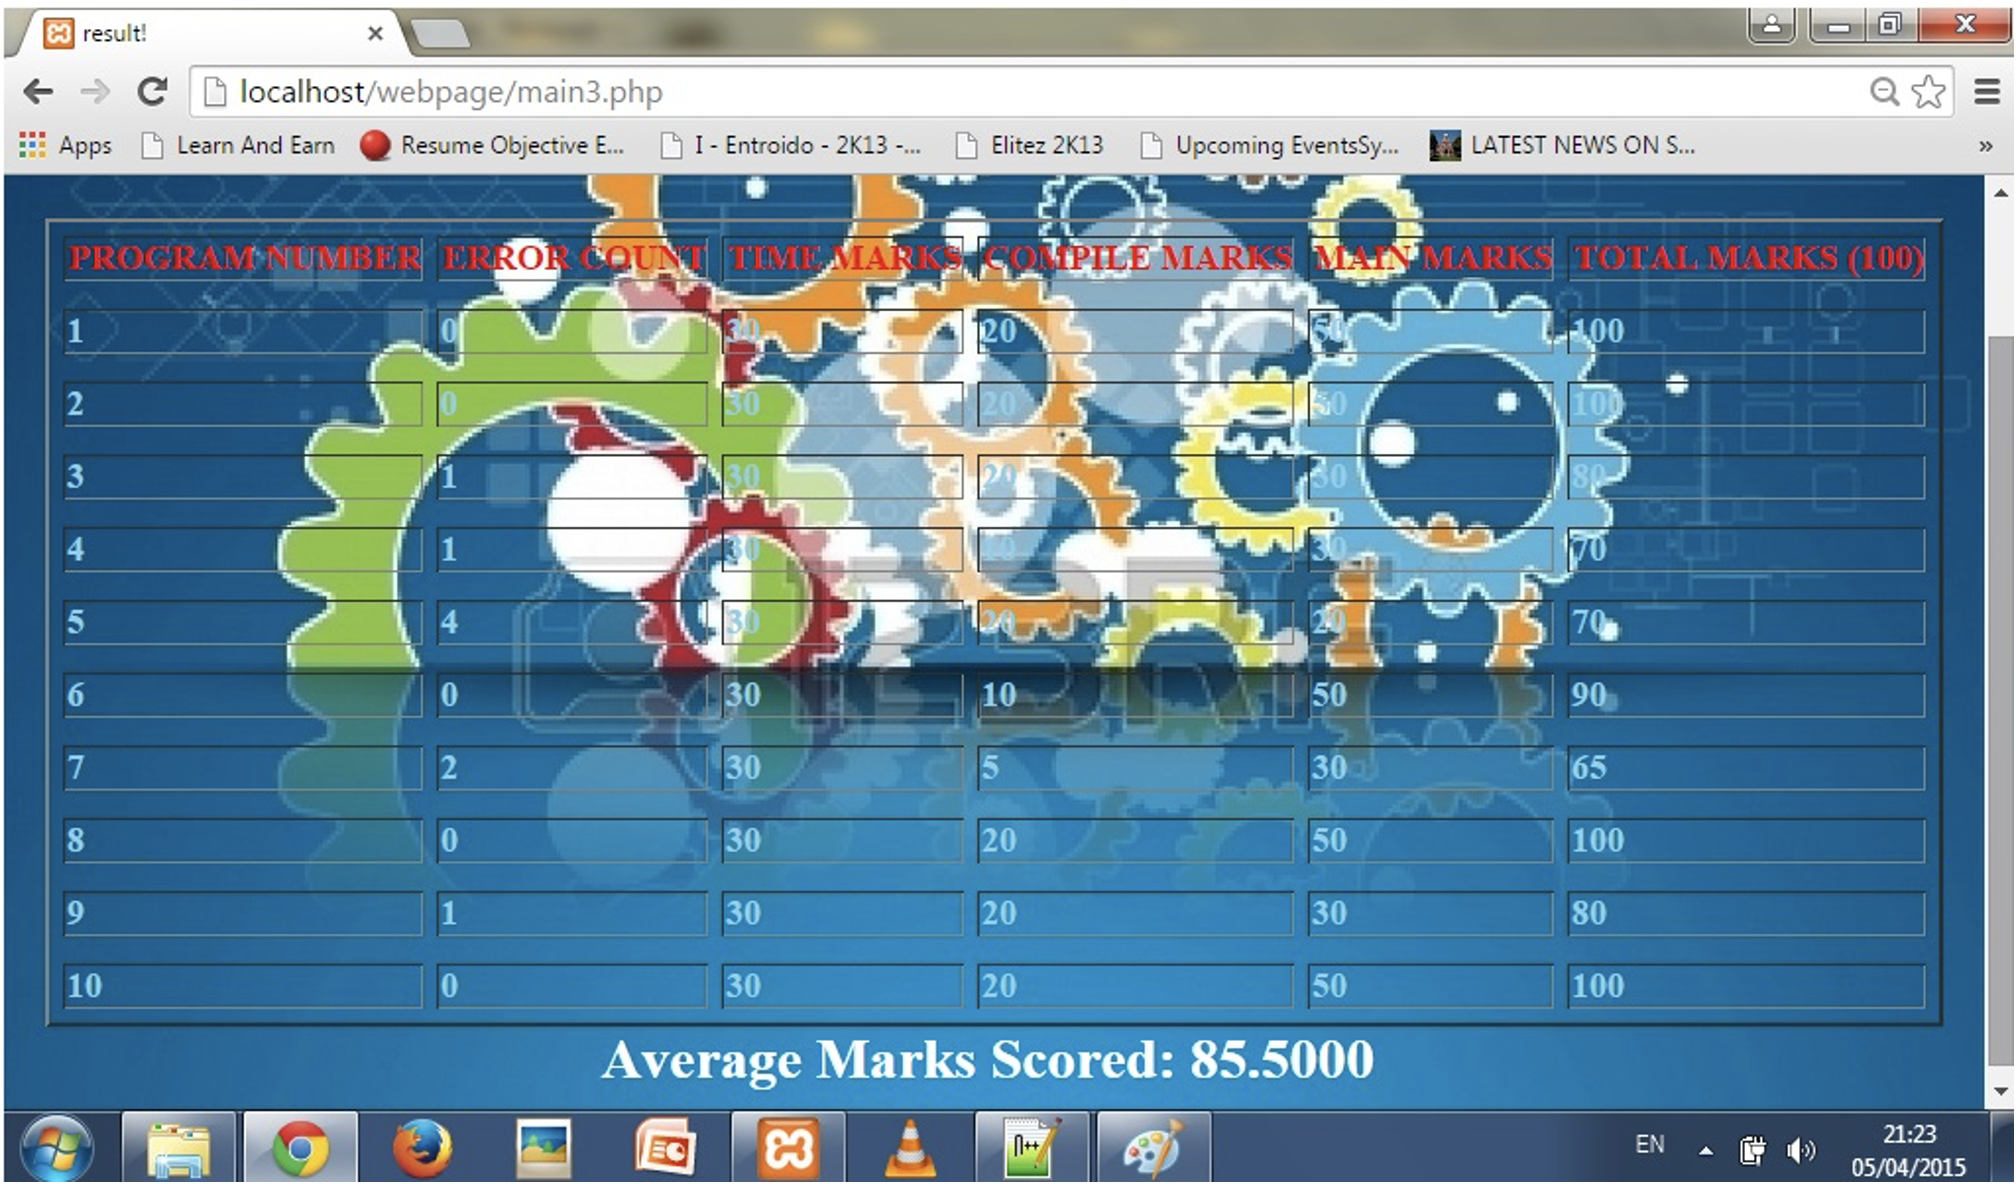 result!
localhost/webpage/main3.php
Apps Learn And Earn Resume Objective E... I - Entroido - 2K13 -... Elitez 2K13 Upcoming EventsSy... LATEST NEWS ON S... »
PROGRAM NUMBER ERROR COUNT TIME MARKS COMPILE MARKS MAIN MARKS TOTAL MARKS (100)
1 0 30 20 50 100
2 0 30 20 50 100
3 1 30 20 30 80
4 1 30 10 30 70
5 4 30 20 20 70
6 0 30 10 50 90
7 2 30 5 30 65
8 0 30 20 50 100
9 1 30 20 30 80
10 0 30 20 50 100
Average Marks Scored: 85.5000
EN 21:23
05/04/2015